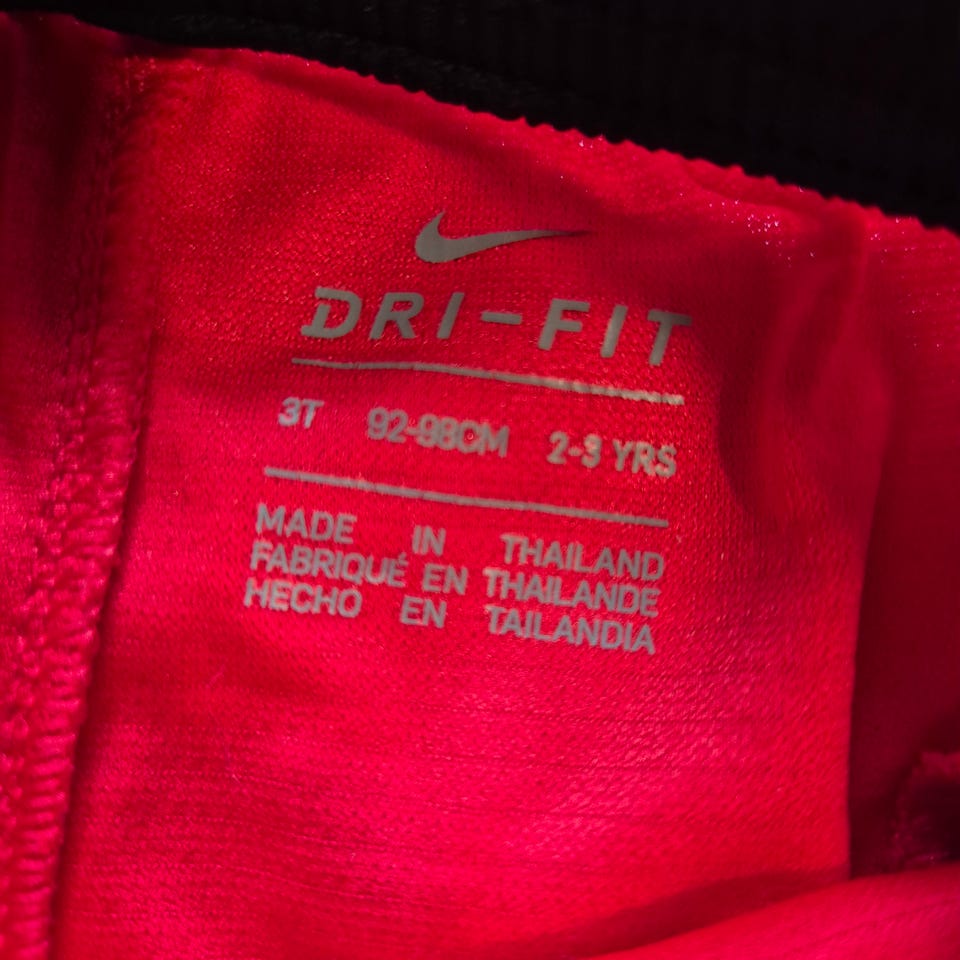 DRI-FIT
3T 92-98CM 2-3 YRS
MADE IN THAILAND
FABRIQUÉ EN THAILANDE
HECHO EN TAILANDIA